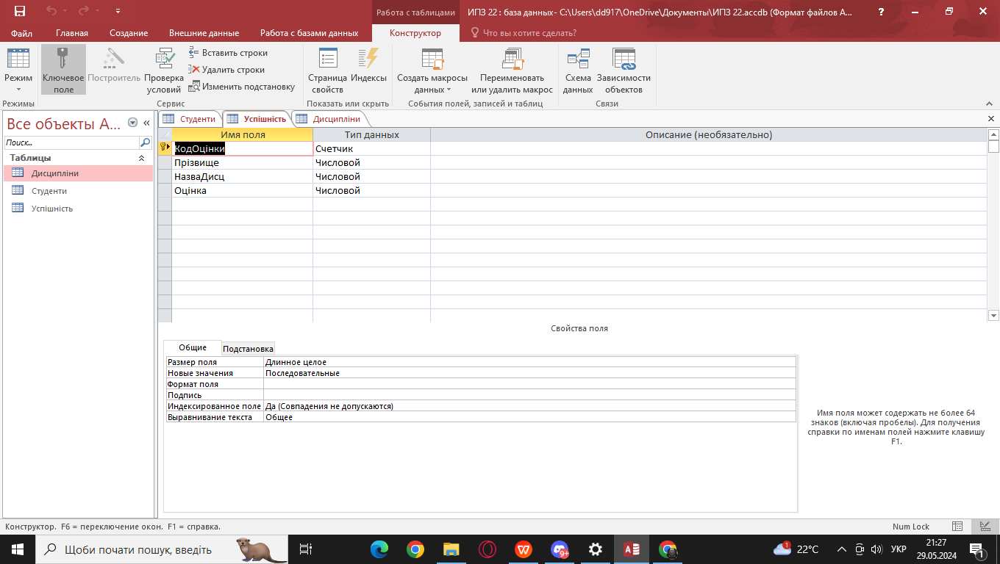 Работа с таблицами
ИПЗ 22 : база данных- C:\Users\dd917\OneDrive\Документы\ИПЗ 22.accdb (Формат файлов A...
?
Файл
Главная
Создание
Внешние данные
Работа с базами данных
Конструктор
Что вы хотите сделать?
Режим
Ключевое поле
Построитель
Проверка условий
Вставить строки
Удалить строки
Изменить подстановку
Страница свойств
Индексы
Создать макросы данных
Переименовать или удалить макрос
Схема данных
Зависимости объектов
Режимы
Сервис
Показать или скрыть
События полей, записей и таблиц
Связи
Все объекты A...
Поиск...
Таблицы
Дисципліни
Студенти
Успішність
Студенти
Успішність
Дисципліни
Имя поля
Тип данных
Описание (необязательно)
КодОцінки
Счетчик
Прізвище
Числовой
НазваДисц
Числовой
Оцінка
Числовой
Свойства поля
Общие
Подстановка
Размер поля
Длинное целое
Новые значения
Последовательные
Формат поля
Подпись
Индексированное поле
Да (Совпадения не допускаются)
Выравнивание текста
Общее
Имя поля может содержать не более 64
знаков (включая пробелы). Для получения
справки по именам полей нажмите клавишу
F1.
Конструктор. F6 = переключение окон. F1 = справка.
Num Lock
Щоби почати пошук, введіть
9+
1
22°C
УКР
21:27
29.05.2024
1